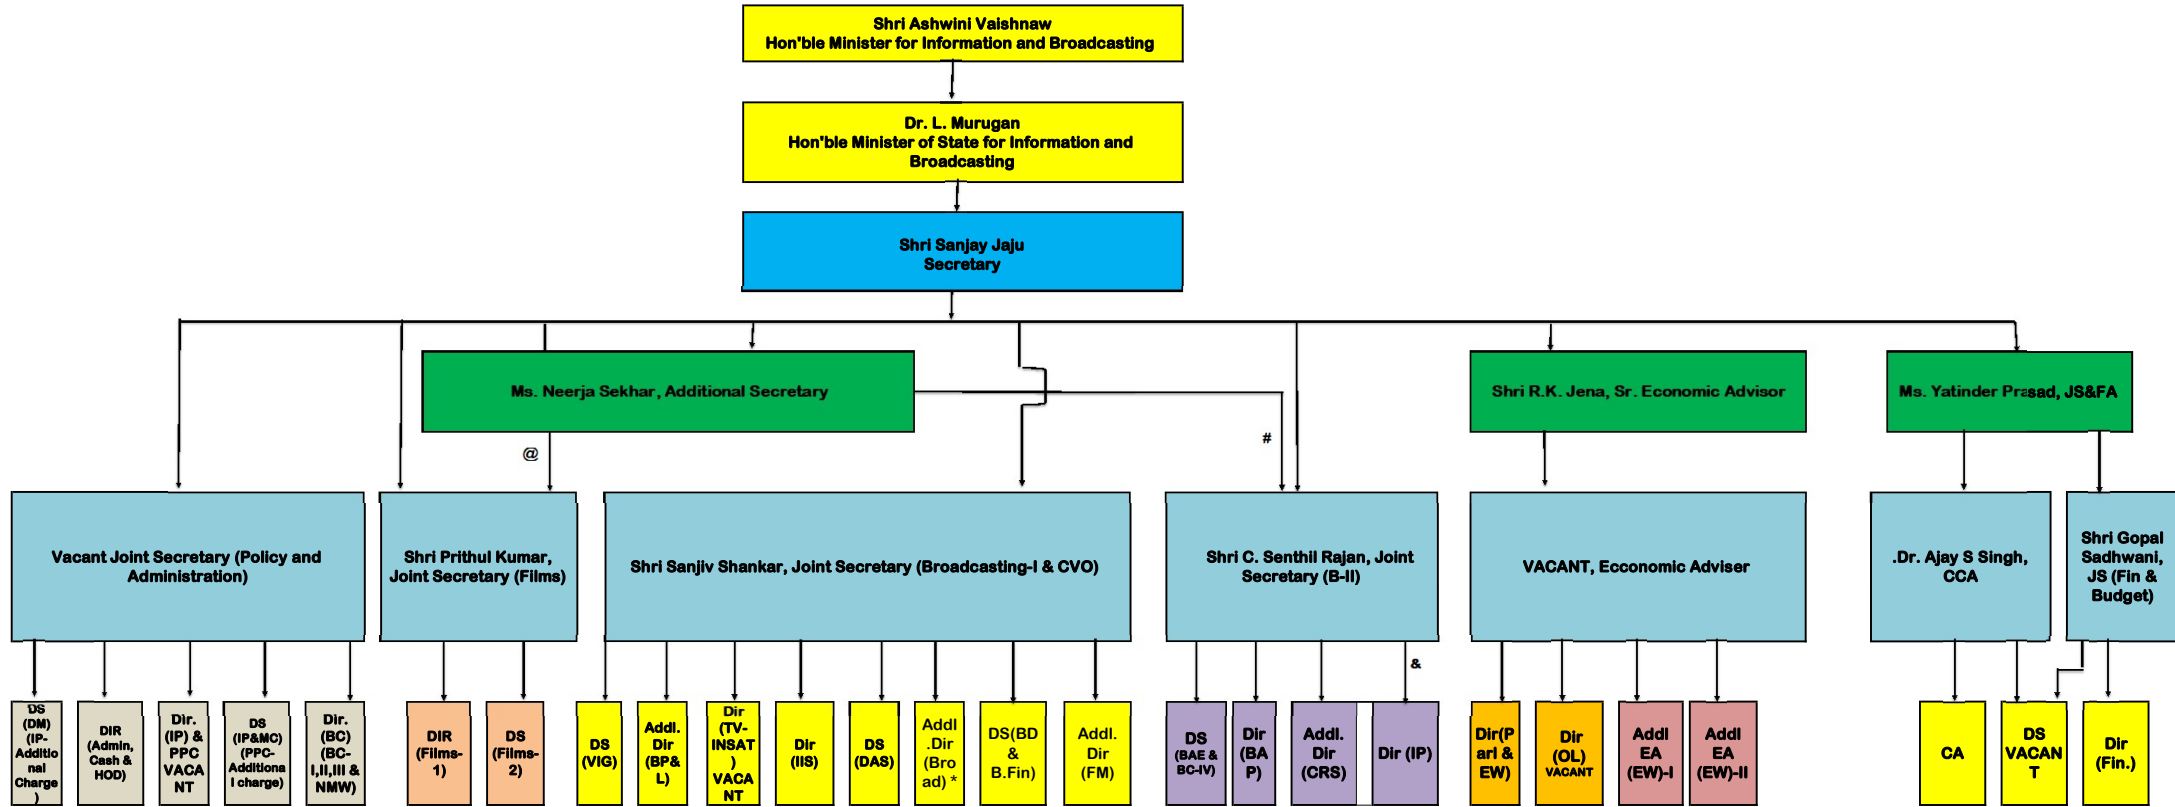 Shri Ashwini Vaishnaw
Hon'ble Minister for Information and Broadcasting
Dr. L. Murugan
Hon'ble Minister of State for Information and
Broadcasting
Shri Sanjay Jaju
Secretary
Ms. Neerja Sekhar, Additional Secretary
Shri R.K. Jena, Sr. Economic Advisor
Ms. Yatinder Prasad, JS&FA
@
#
Vacant Joint Secretary (Policy and
Administration)
Shri Prithul Kumar,
Joint Secretary (Films)
Shri Sanjiv Shankar, Joint Secretary (Broadcasting-I & CVO)
Shri C. Senthil Rajan, Joint
Secretary (B-II)
VACANT, Ecconomic Adviser
.Dr. Ajay S Singh,
CCA
Shri Gopal
Sadhwani,
JS (Fin &
Budget)
&
DS
(DM)
(IP-
Additio
nal
Charge
)
DIR
(Admin,
Cash &
HOD)
Dir.
(IP) &
PPC
VACA
NT
DS
(IP&MC)
(PPC-
Additiona
l charge)
Dir.
(BC)
(BC-
I,II,III &
NMW)
DIR
(Films-
1)
DS
(Films-
2)
DS
(VIG)
Addl.
Dir
(BP&
L)
Dir
(TV-
INSAT
)
VACA
NT
Dir
(IIS)
DS
(DAS)
Addl
.Dir
(Bro
ad) *
DS(BD
&
B.Fin)
Addl.
Dir
(FM)
DS
(BAE &
BC-IV)
Dir
(BA
P)
Addl.
Dir
(CRS)
Dir (IP)
Dir(P
arl &
EW)
Dir
(OL)
VACANT
Addl
EA
(EW)-I
Addl
EA
(EW)-II
CA
DS
VACAN
T
Dir
(Fin.)